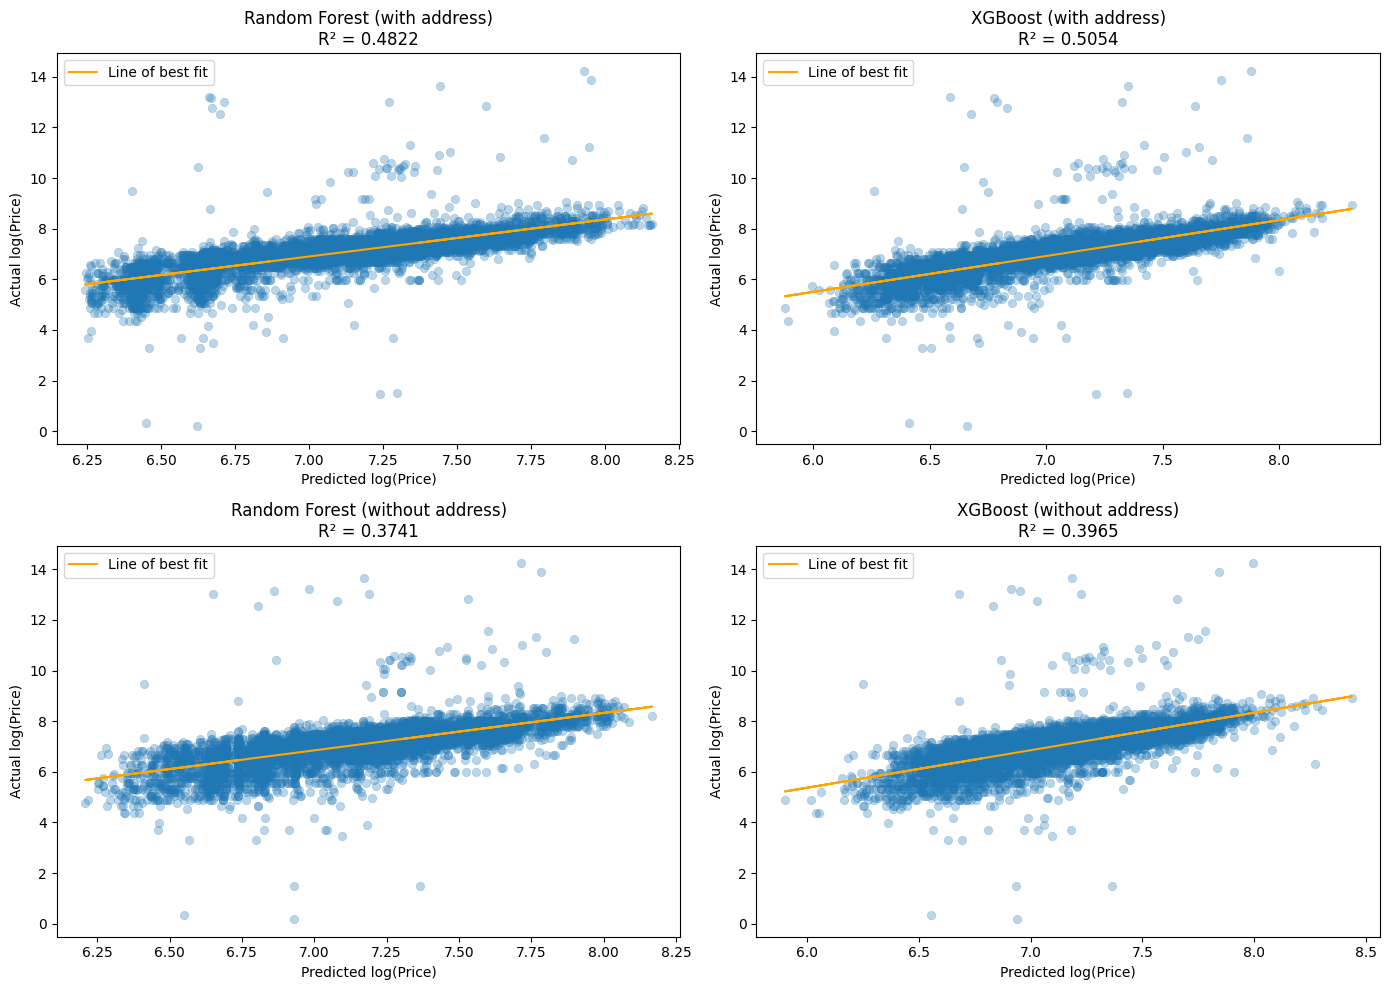 Random Forest (with address)
R² = 0.4822
Line of best fit
14
12
10
8
6
4
2
0
Actual log(Price)
6.25 6.50 6.75 7.00 7.25 7.50 7.75 8.00 8.25
Predicted log(Price)
XGBoost (with address)
R² = 0.5054
Line of best fit
14
12
10
8
6
4
2
0
Actual log(Price)
6.0 6.5 7.0 7.5 8.0
Predicted log(Price)
Random Forest (without address)
R² = 0.3741
Line of best fit
14
12
10
8
6
4
2
0
Actual log(Price)
6.25 6.50 6.75 7.00 7.25 7.50 7.75 8.00 8.25
Predicted log(Price)
XGBoost (without address)
R² = 0.3965
Line of best fit
14
12
10
8
6
4
2
0
Actual log(Price)
6.0 6.5 7.0 7.5 8.0 8.5
Predicted log(Price)